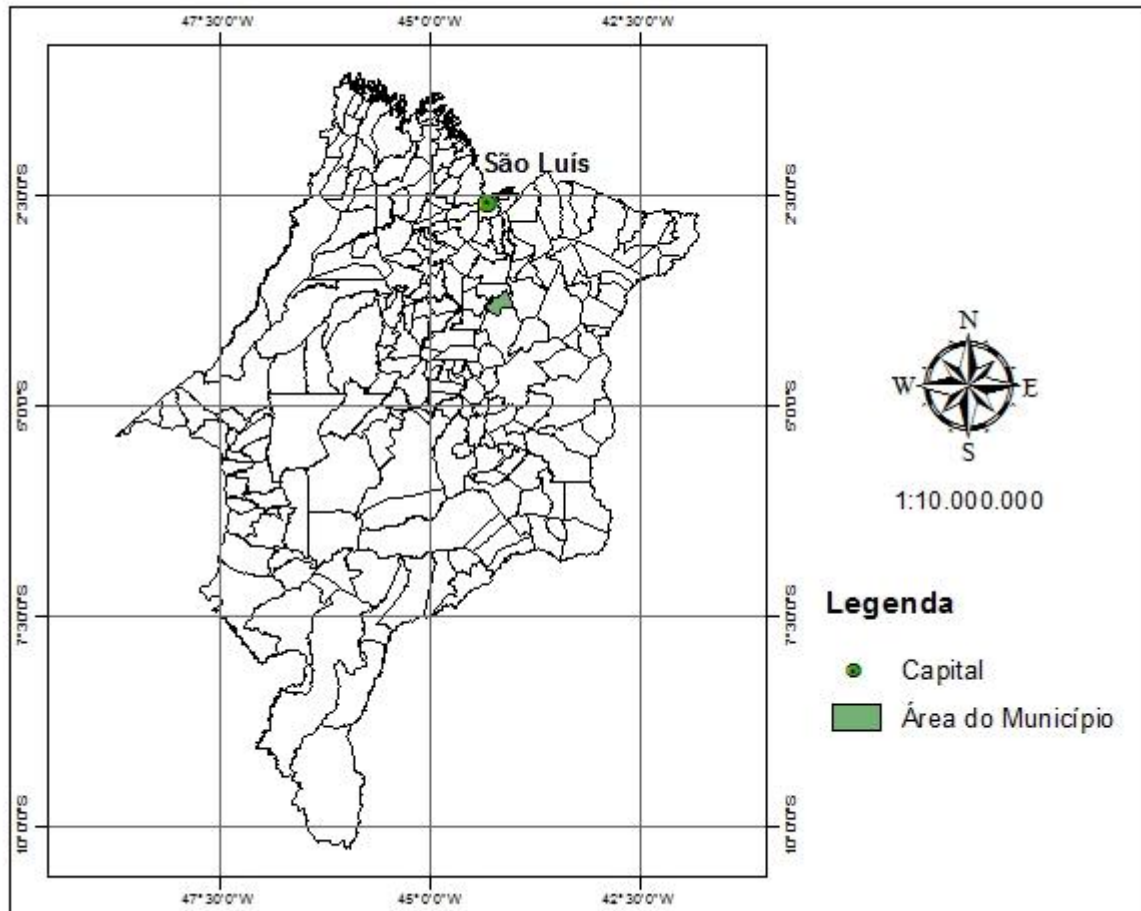 47°30'0"W 45°0'0"W 42°30'0"W
São Luís
2°30'0"S 2°30'0"S
5°0'0"S 5°0'0"S
7°30'0"S 7°30'0"S
10°0'0"S 10°0'0"S
47°30'0"W 45°0'0"W 42°30'0"W
N
W E
S
1:10.000.000
Legenda
Capital
Área do Município